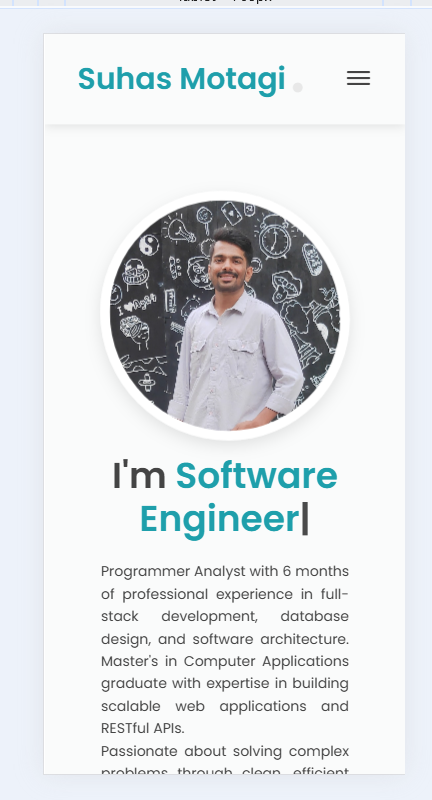 Suhas Motagi
I'm Software
Engineer|
Programmer Analyst with 6 months
of professional experience in full-
stack development, database
design, and software architecture.
Master's in Computer Applications
graduate with expertise in building
scalable web applications and
RESTful APIs.
Passionate about solving complex
problems through clean, efficient